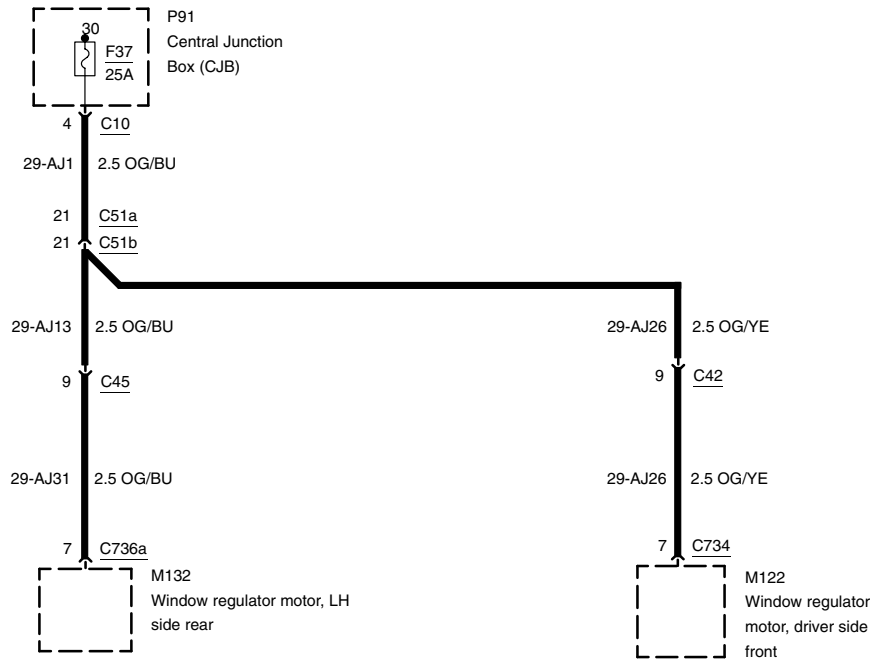 P91
30
Central Junction
F37
Box (CJB)
25A
4 C10
29-AJ1 2.5 OG/BU
21 C51a
21 C51b
29-AJ13 2.5 OG/BU
29-AJ26 2.5 OG/YE
9 C45
9 C42
29-AJ31 2.5 OG/BU
29-AJ26 2.5 OG/YE
7 C736a
7 C734
M132
Window regulator motor, LH
side rear
M122
Window regulator
motor, driver side
front